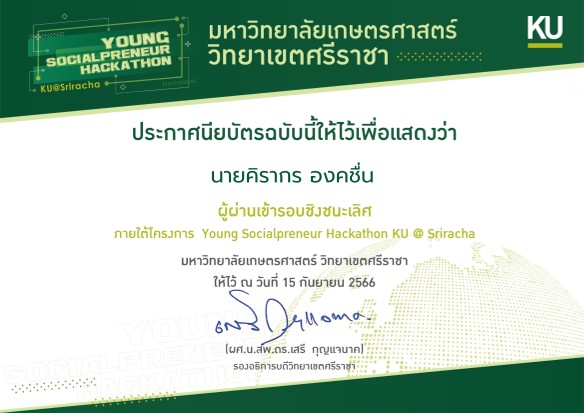 YOUNG
SOCIALPRENEUR
HACKATHON
KU@Sriracha
มหาวิทยาลัยเกษตรศาสตร์
วิทยาเขตศรีราชา
KU
ประกาศนียบัตรฉบับนี้ให้ไว้เพื่อแสดงว่า
นายคิรากร องคชื่น
ผู้ผ่านเข้ารอบชิงชนะเลิศ
ภายใต้โครงการ Young Socialpreneur Hackathon KU @ Sriracha
มหาวิทยาลัยเกษตรศาสตร์ วิทยาเขตศรีราชา
ให้ไว้ ณ วันที่ 15 กันยายน 2566
(ผศ.น.สพ.ดร.เสรี กุญแจนาค)
รองอธิการบดีวิทยาเขตศรีราชา
YOUNG
SOCIALPRENEUR
HACKATHON